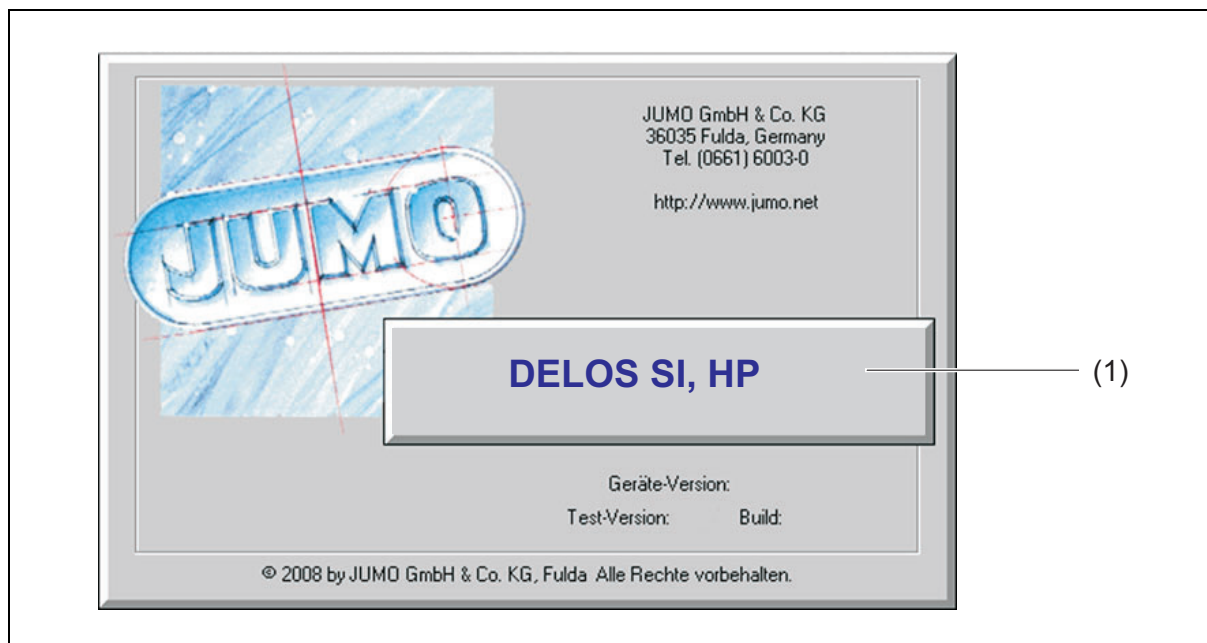 JUMO
JUMO GmbH & Co. KG
36035 Fulda, Germany
Tel. (0661) 6003-0
http://www.jumo.net
DELOS SI, HP
(1)
Geräte-Version:
Test-Version: Build:
© 2008 by JUMO GmbH & Co. KG, Fulda Alle Rechte vorbehalten.